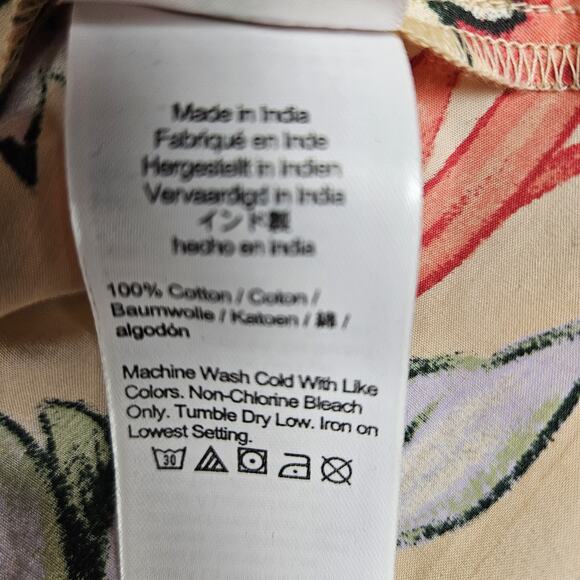 Made in India
Fabriqué en Inde
Hergestellt in Indien
Vervaardigd in India
インド製
hecho en india
100% Cotton / Coton /
Baumwolle / Katoen / 綿 /
algodón
Machine Wash Cold With Like
Colors. Non-Chlorine Bleach
Only. Tumble Dry Low. Iron on
Lowest Setting.
30